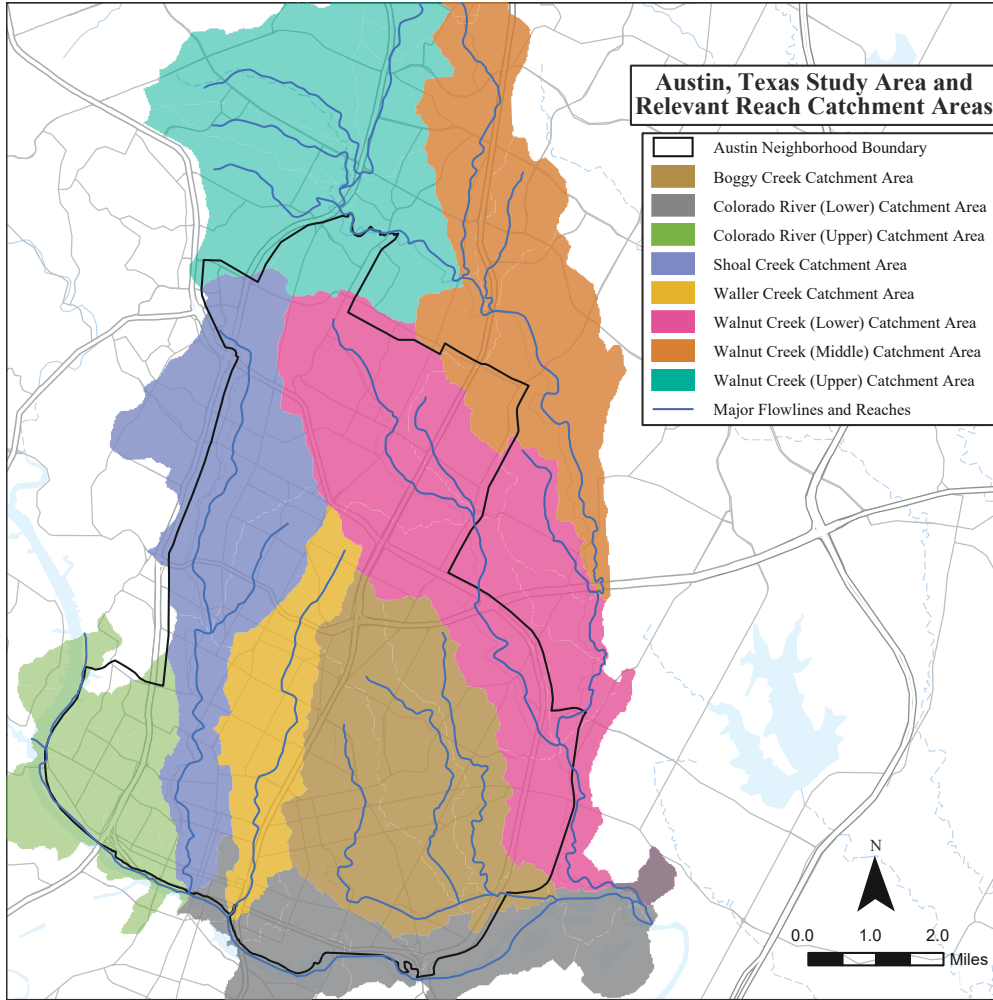 Austin, Texas Study Area and
Relevant Reach Catchment Areas
Austin Neighborhood Boundary
Boggy Creek Catchment Area
Colorado River (Lower) Catchment Area
Colorado River (Upper) Catchment Area
Shoal Creek Catchment Area
Waller Creek Catchment Area
Walnut Creek (Lower) Catchment Area
Walnut Creek (Middle) Catchment Area
Walnut Creek (Upper) Catchment Area
Major Flowlines and Reaches
N
0.0 1.0 2.0
Miles